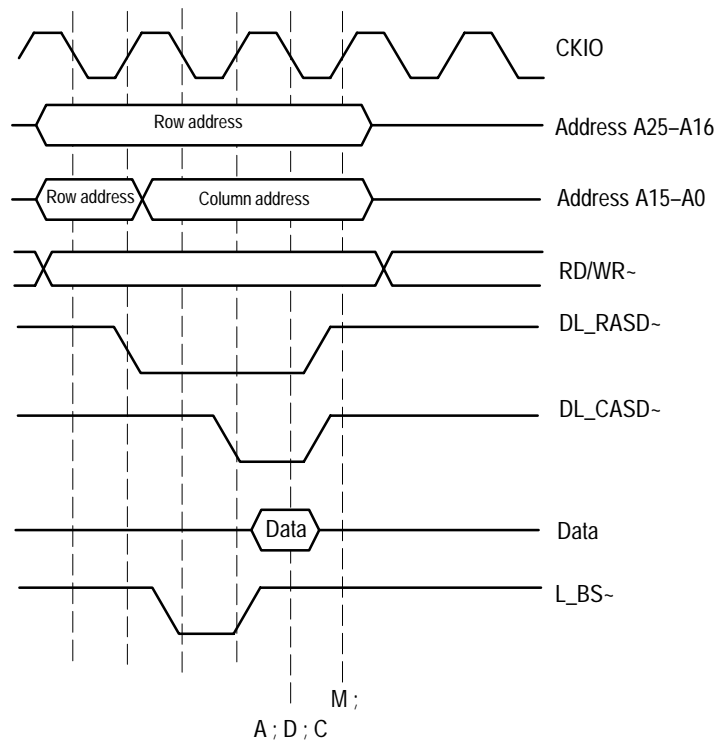 CKIO
Row address
Address A25–A16
Row address
Column address
Address A15–A0
RD/WR~
DL_RASD~
DL_CASD~
Data
Data
L_BS~
M ;
A ; D ; C